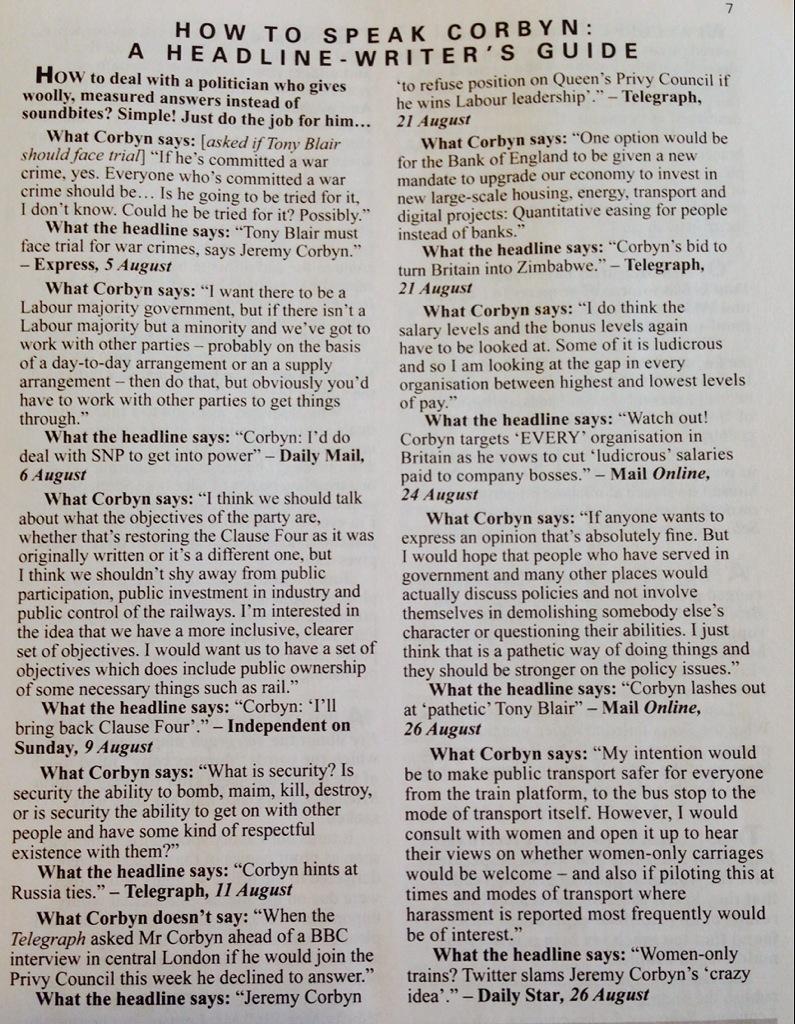 7
HOW TO SPEAK CORBYN:
A HEADLINE-WRITER'S GUIDE
HOW to deal with a politician who gives
woolly, measured answers instead of
soundbites? Simple! Just do the job for him...
What Corbyn says: [asked if Tony Blair
should face trial] “If he's committed a war
crime, yes. Everyone who's committed a war
crime should be... Is he going to be tried for it,
I don't know. Could he be tried for it? Possibly.”
What the headline says: “Tony Blair must
face trial for war crimes, says Jeremy Corbyn.”
– Express, 5 August
What Corbyn says: “I want there to be a
Labour majority government, but if there isn't a
Labour majority but a minority and we've got to
work with other parties – probably on the basis
of a day-to-day arrangement or an a supply
arrangement – then do that, but obviously you'd
have to work with other parties to get things
through.”
What the headline says: “Corbyn: I'd do
deal with SNP to get into power” – Daily Mail,
6 August
What Corbyn says: “I think we should talk
about what the objectives of the party are,
whether that's restoring the Clause Four as it was
originally written or it's a different one, but
I think we shouldn't shy away from public
participation, public investment in industry and
public control of the railways. I'm interested in
the idea that we have a more inclusive, clearer
set of objectives. I would want us to have a set of
objectives which does include public ownership
of some necessary things such as rail.”
What the headline says: “Corbyn: ‘I'll
bring back Clause Four’.” – Independent on
Sunday, 9 August
What Corbyn says: “What is security? Is
security the ability to bomb, maim, kill, destroy,
or is security the ability to get on with other
people and have some kind of respectful
existence with them?”
What the headline says: “Corbyn hints at
Russia ties.” – Telegraph, 11 August
What Corbyn doesn't say: “When the
Telegraph asked Mr Corbyn ahead of a BBC
interview in central London if he would join the
Privy Council this week he declined to answer.”
What the headline says: “Jeremy Corbyn
‘to refuse position on Queen's Privy Council if
he wins Labour leadership’.” – Telegraph,
21 August
What Corbyn says: “One option would be
for the Bank of England to be given a new
mandate to upgrade our economy to invest in
new large-scale housing, energy, transport and
digital projects: Quantitative easing for people
instead of banks.”
What the headline says: “Corbyn's bid to
turn Britain into Zimbabwe.” – Telegraph,
21 August
What Corbyn says: “I do think the
salary levels and the bonus levels again
have to be looked at. Some of it is ludicrous
and so I am looking at the gap in every
organisation between highest and lowest levels
of pay.”
What the headline says: “Watch out!
Corbyn targets ‘EVERY’ organisation in
Britain as he vows to cut ‘ludicrous’ salaries
paid to company bosses.” – Mail Online,
24 August
What Corbyn says: “If anyone wants to
express an opinion that's absolutely fine. But
I would hope that people who have served in
government and many other places would
actually discuss policies and not involve
themselves in demolishing somebody else's
character or questioning their abilities. I just
think that is a pathetic way of doing things and
they should be stronger on the policy issues.”
What the headline says: “Corbyn lashes out
at ‘pathetic’ Tony Blair” – Mail Online,
26 August
What Corbyn says: “My intention would
be to make public transport safer for everyone
from the train platform, to the bus stop to the
mode of transport itself. However, I would
consult with women and open it up to hear
their views on whether women-only carriages
would be welcome – and also if piloting this at
times and modes of transport where
harassment is reported most frequently would
be of interest.”
What the headline says: “Women-only
trains? Twitter slams Jeremy Corbyn's ‘crazy
idea’.” – Daily Star, 26 August